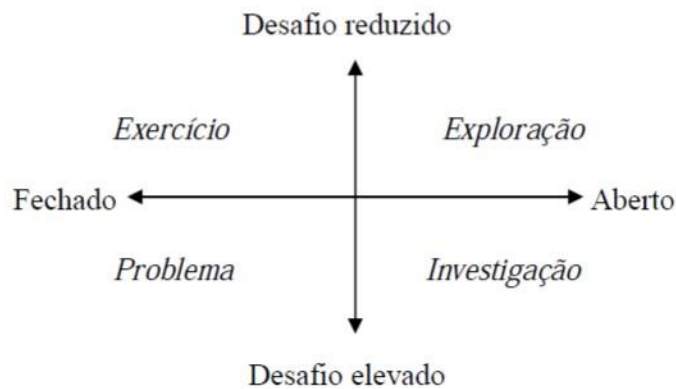 Desafio reduzido
Exercício
Exploração
Fechado
Aberto
Problema
Investigação
Desafio elevado